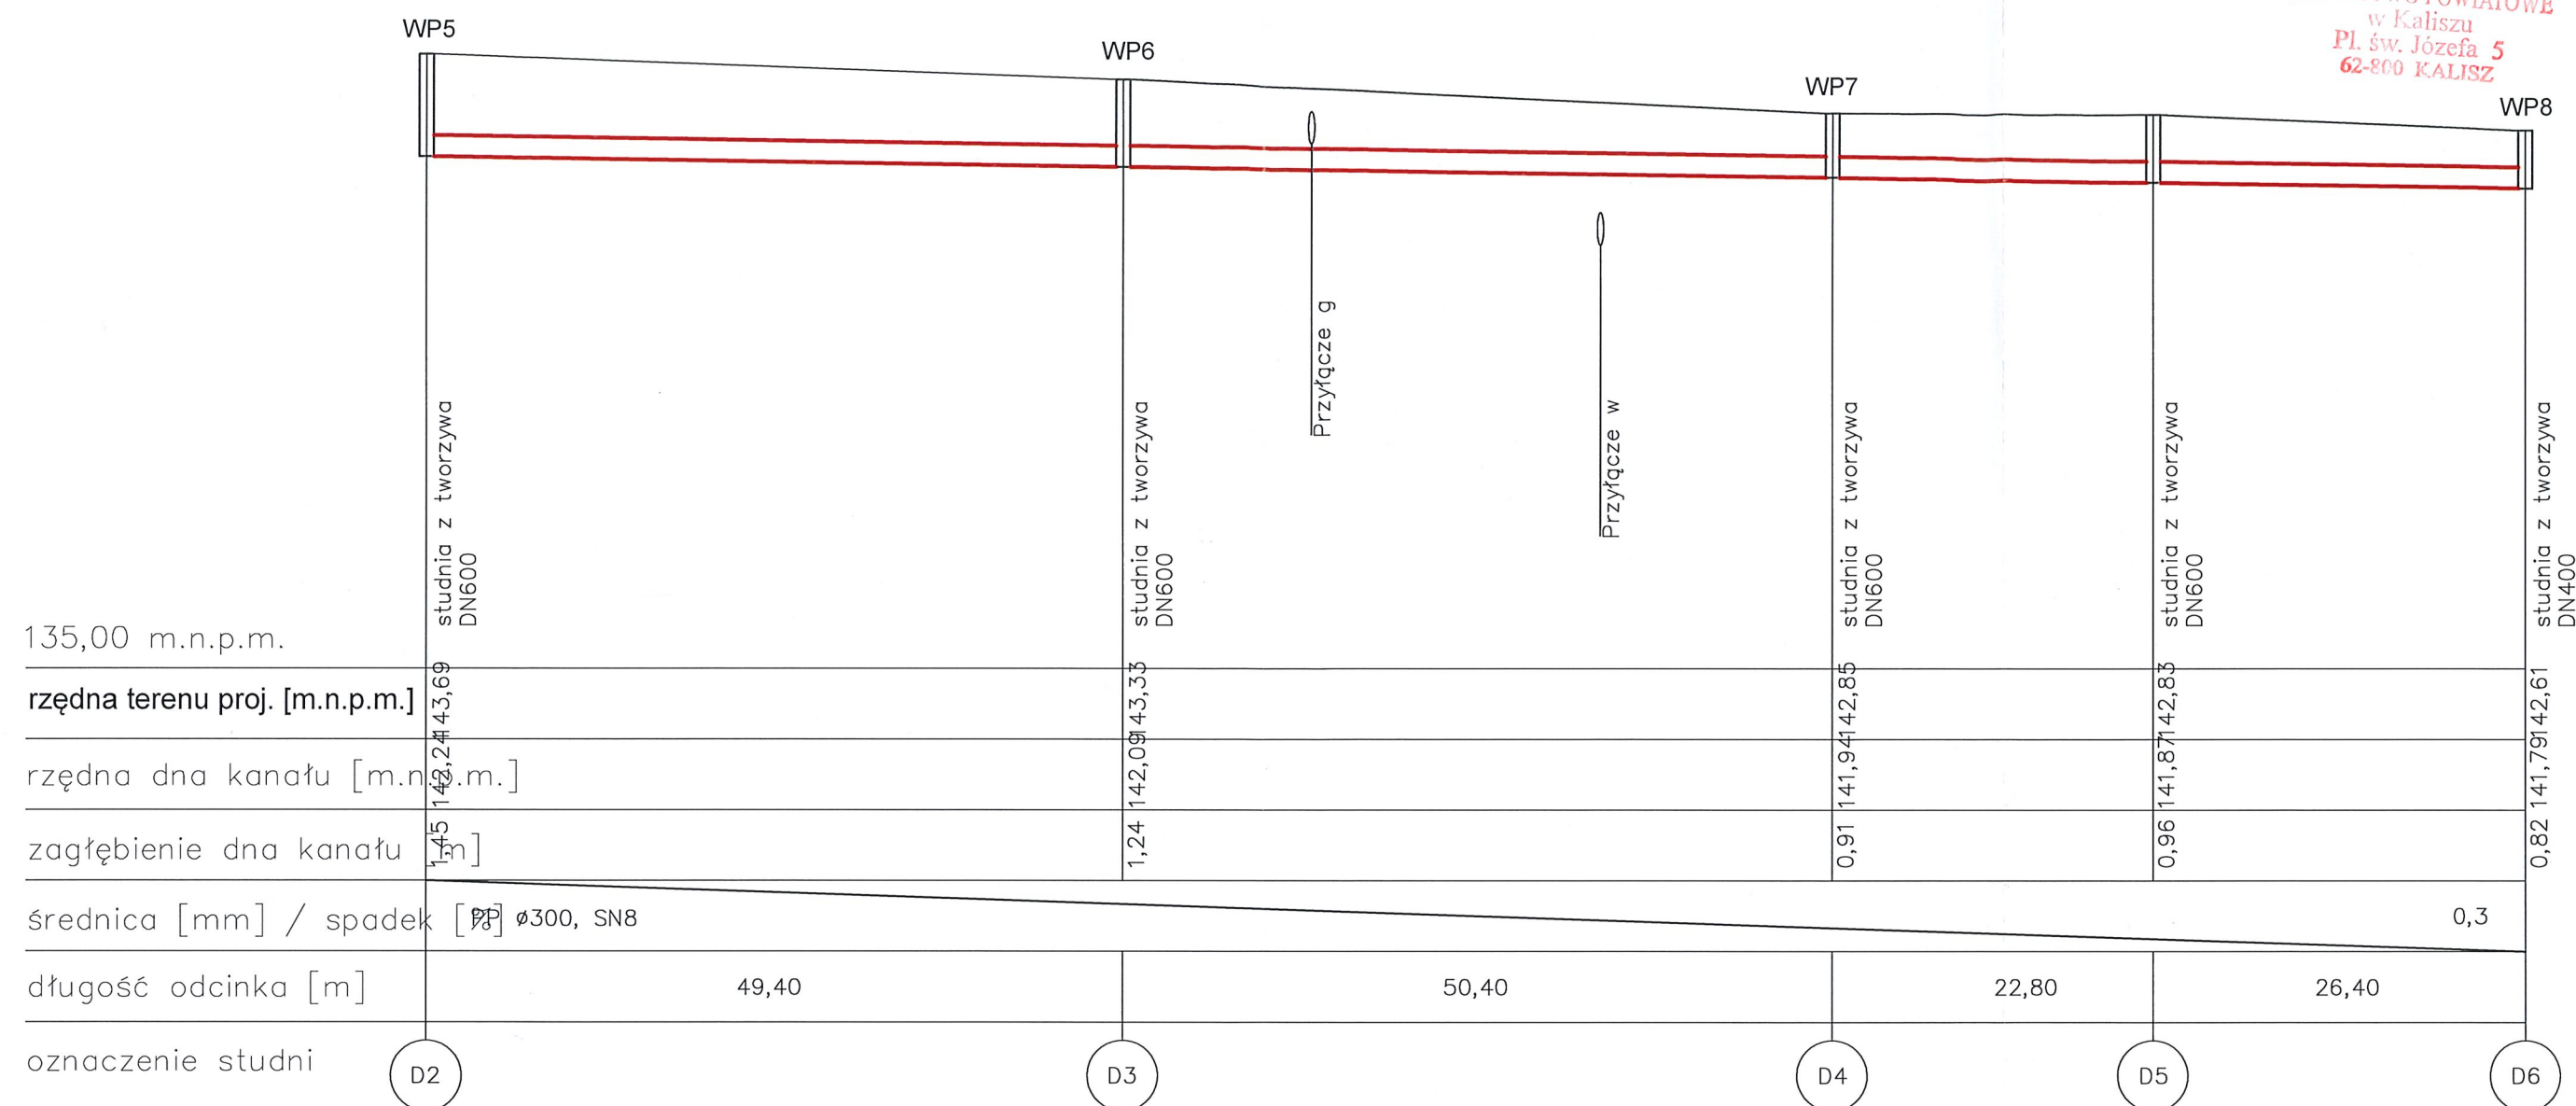 WP5
WP6
WP7
WP8
w Kaliszu
Pl. św. Józefa 5
62-800 KALISZ
Przyłącze g
Przyłącze w
studnia z tworzywa
DN600
studnia z tworzywa
DN600
studnia z tworzywa
DN600
studnia z tworzywa
DN600
studnia z tworzywa
DN400
135,00 m.n.p.m.
rzędna terenu proj. [m.n.p.m.]
143,69
143,33
142,85
142,83
142,61
rzędna dna kanału [m.n.p.m.]
142,24
142,09
141,94
141,87
141,79
zagłębienie dna kanału [m]
1,45
1,24
0,91
0,96
0,82
średnica [mm] / spadek [%]
PP ø300, SN8
0,3
długość odcinka [m]
49,40
50,40
22,80
26,40
oznaczenie studni
D2
D3
D4
D5
D6